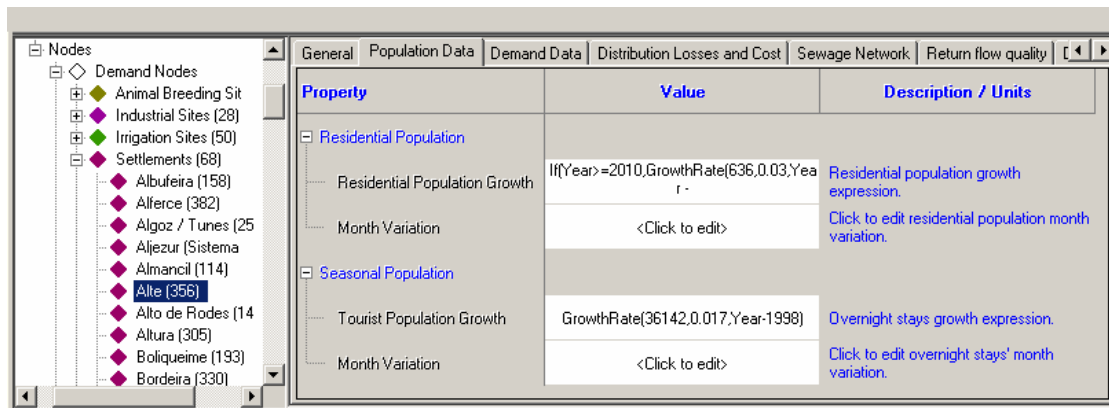 Nodes
Demand Nodes
Animal Breeding Sit
Industrial Sites (28)
Irrigation Sites (50)
Settlements (68)
Albufeira (158)
Alferce (382)
Algoz / Tunes (25
Aljezur (Sistema
Almancil (114)
Alte (356)
Alto de Rodes (14
Altura (305)
Boliqueime (193)
Bordeira (330)
General Population Data Demand Data Distribution Losses and Cost Sewage Network Return flow quality
Property Value Description / Units
Residential Population
Residential Population Growth
If(Year>=2010,GrowthRate(636,0.03,Yea
r -
Residential population growth
expression.
Month Variation
<Click to edit>
Click to edit residential population month
variation.
Seasonal Population
Tourist Population Growth
GrowthRate(36142,0.017,Year-1998)
Overnight stays growth expression.
Month Variation
<Click to edit>
Click to edit overnight stays' month
variation.